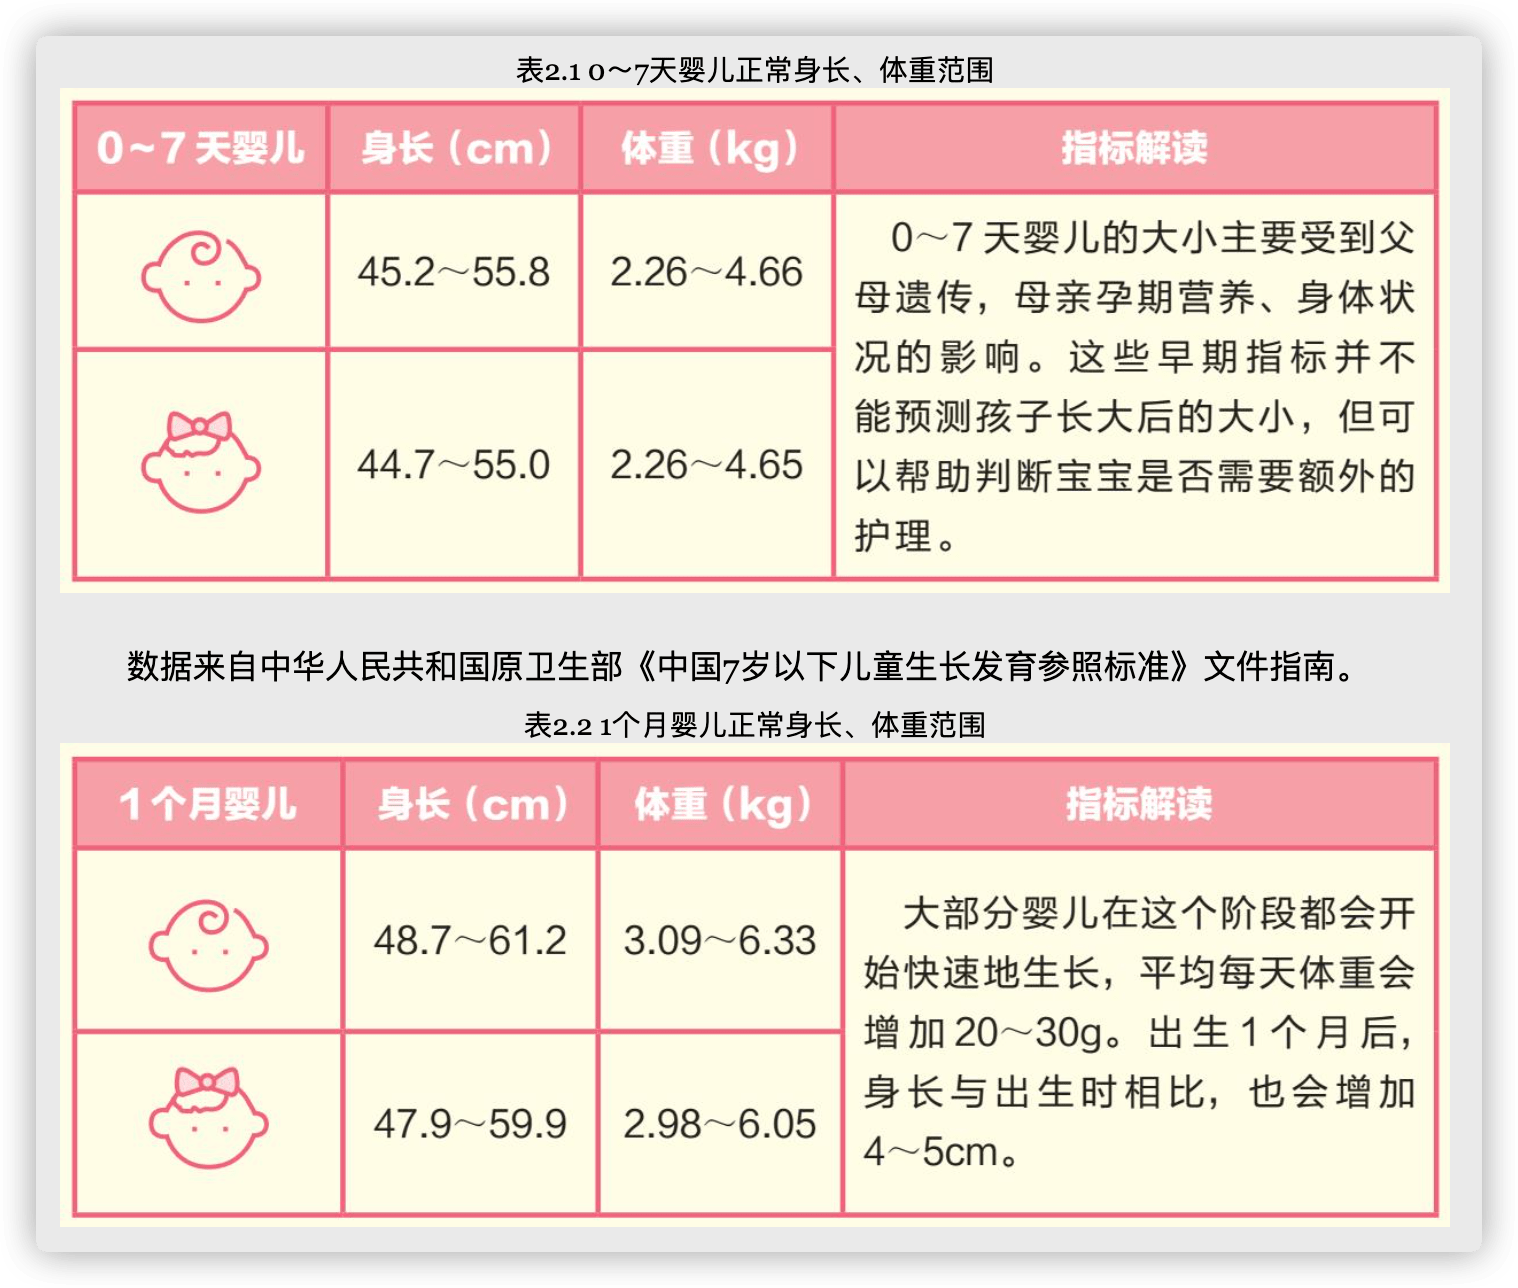 表2.1 0～7天婴儿正常身长、体重范围
0~7 天婴儿 身长（cm） 体重（kg） 指标解读
45.2～55.8 2.26～4.66
44.7～55.0 2.26～4.65
0～7 天婴儿的大小主要受到父
母遗传，母亲孕期营养、身体状
况的影响。这些早期指标并不
能预测孩子长大后的大小，但可
以帮助判断宝宝是否需要额外的
护理。
数据来自中华人民共和国原卫生部《中国7岁以下儿童生长发育参照标准》文件指南。
表2.2 1个月婴儿正常身长、体重范围
1 个月婴儿 身长（cm） 体重（kg） 指标解读
48.7～61.2 3.09～6.33
47.9～59.9 2.98～6.05
大部分婴儿在这个阶段都会开
始快速地生长，平均每天体重会
增加 20～30g。出生 1 个月后，
身长与出生时相比，也会增加
4～5cm。